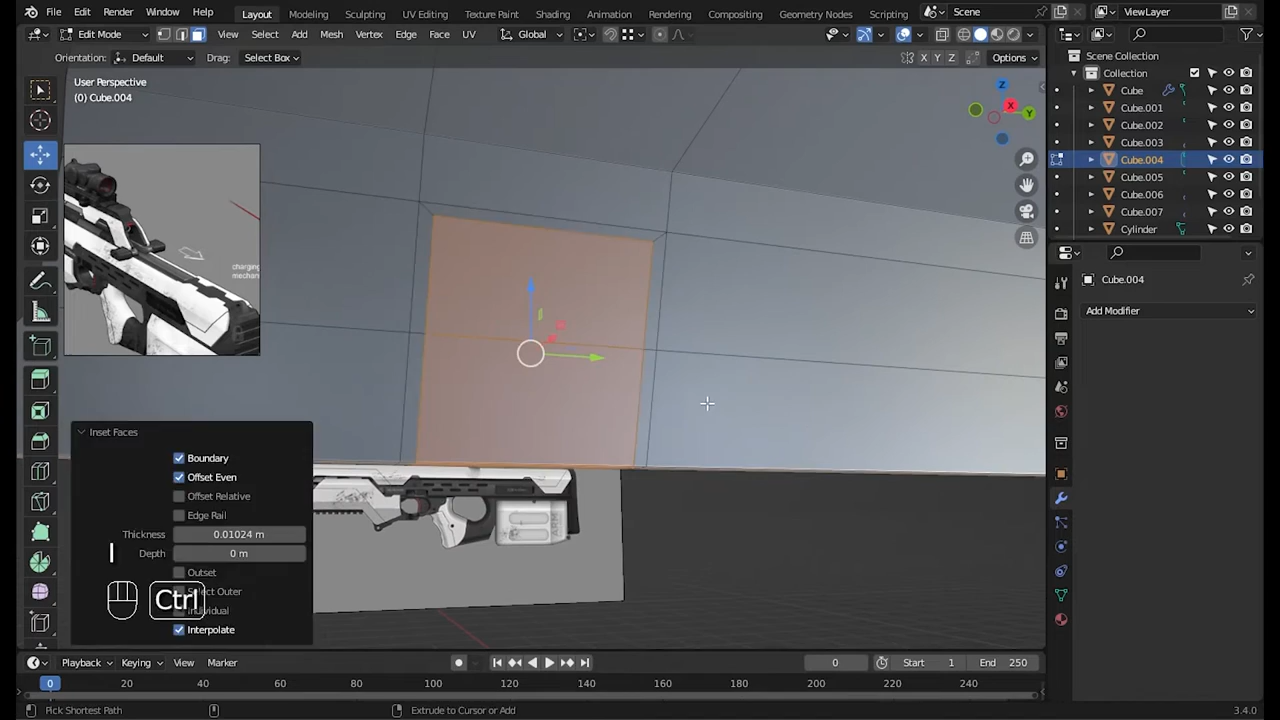 File Edit Render Window Help Layout Modeling Sculpting UV Editing Texture Paint Shading Animation Rendering Compositing Geometry Nodes Scripting Scene ViewLayer
Edit Mode View Select Add Mesh Vertex Edge Face UV Global
Orientation: Default Drag: Select Box X Y Z Options
User Perspective
(0) Cube.004
Z
X
Y
charging
mechan
Scene Collection
Collection
Cube
Cube.001
Cube.002
Cube.003
Cube.004
Cube.005
Cube.006
Cube.007
Cylinder
Cube.004
Add Modifier
Inset Faces
Boundary
Offset Even
Offset Relative
Edge Rail
Thickness 0.01024 m
Depth 0 m
Outset
Select Outer
Individual
Interpolate
Ctrl
Playback Keying View Marker 0 Start 1 End 250
0 20 40 60 80 100 120 140 160 180 200 220 240
Pick Shortest Path Extrude to Cursor or Add 3.4.0